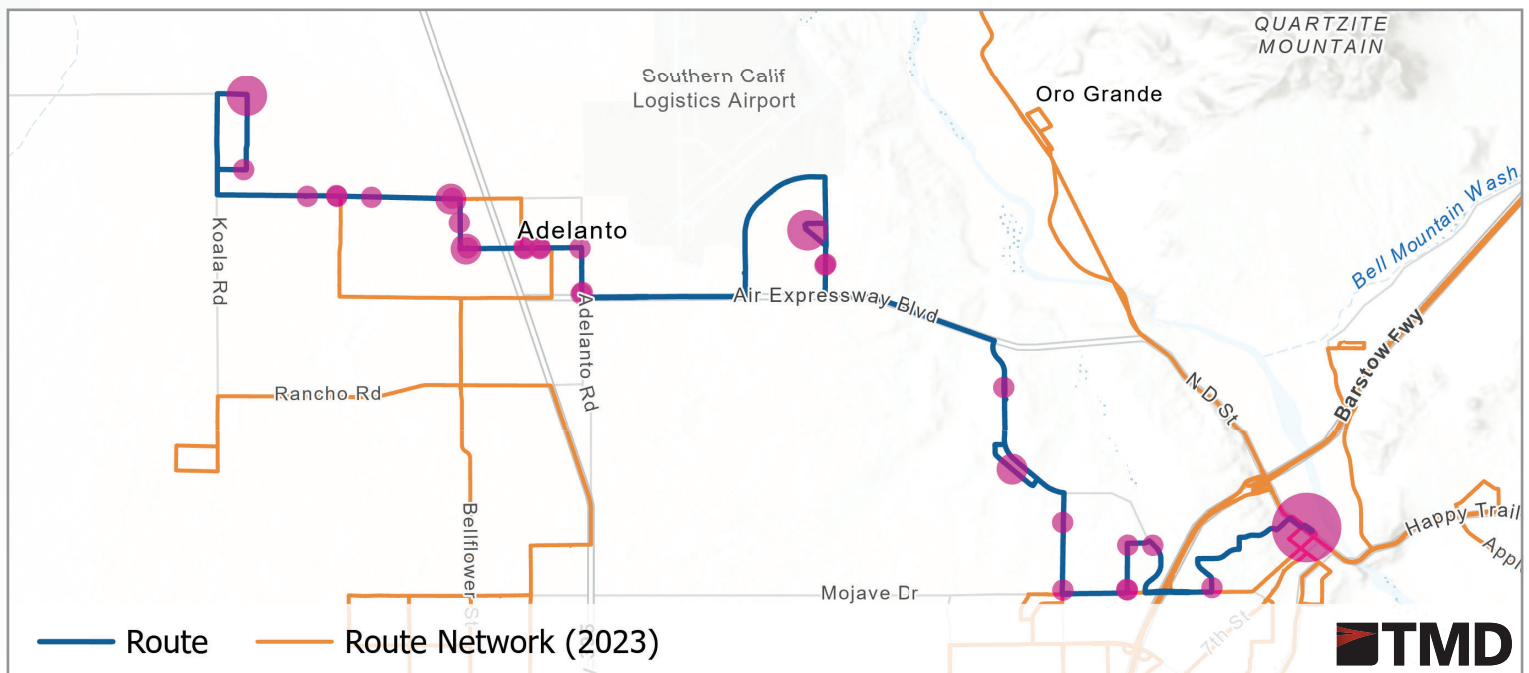 QUARTZITE
MOUNTAIN
Southern Calif
Logistics Airport
Oro Grande
Bell Mountain Wash
Koala Rd
Adelanto
Air Expressway Blvd
Adelanto Rd
Barstow Fwy
N D St
Rancho Rd
Bellflower St
Happy Trail
Appl
Mojave Dr
7th St
Route
Route Network (2023)
TMD